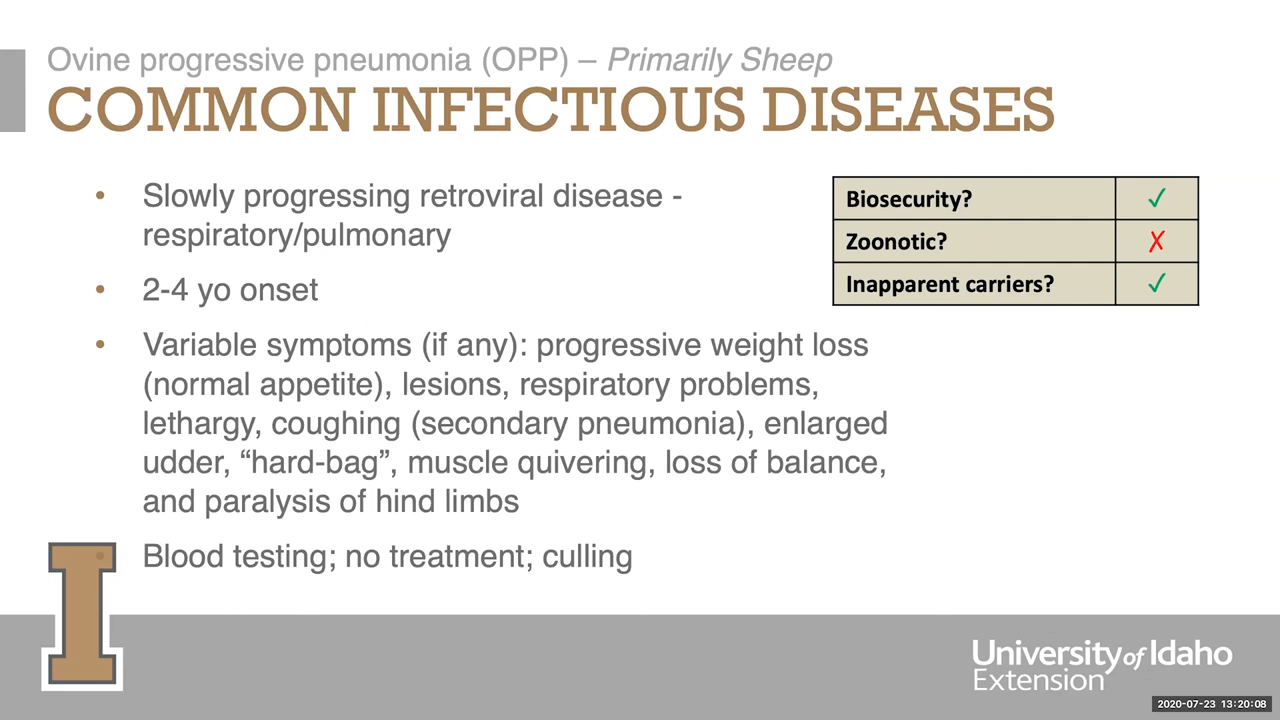 Ovine progressive pneumonia (OPP) – Primarily Sheep
COMMON INFECTIOUS DISEASES
• Slowly progressing retroviral disease -
respiratory/pulmonary
• 2-4 yo onset
• Variable symptoms (if any): progressive weight loss
(normal appetite), lesions, respiratory problems,
lethargy, coughing (secondary pneumonia), enlarged
udder, “hard-bag”, muscle quivering, loss of balance,
and paralysis of hind limbs
• Blood testing; no treatment; culling
Biosecurity? ✓
Zoonotic? ✗
Inapparent carriers? ✓
I
University of Idaho
Extension
2020-07-23 13:20:08